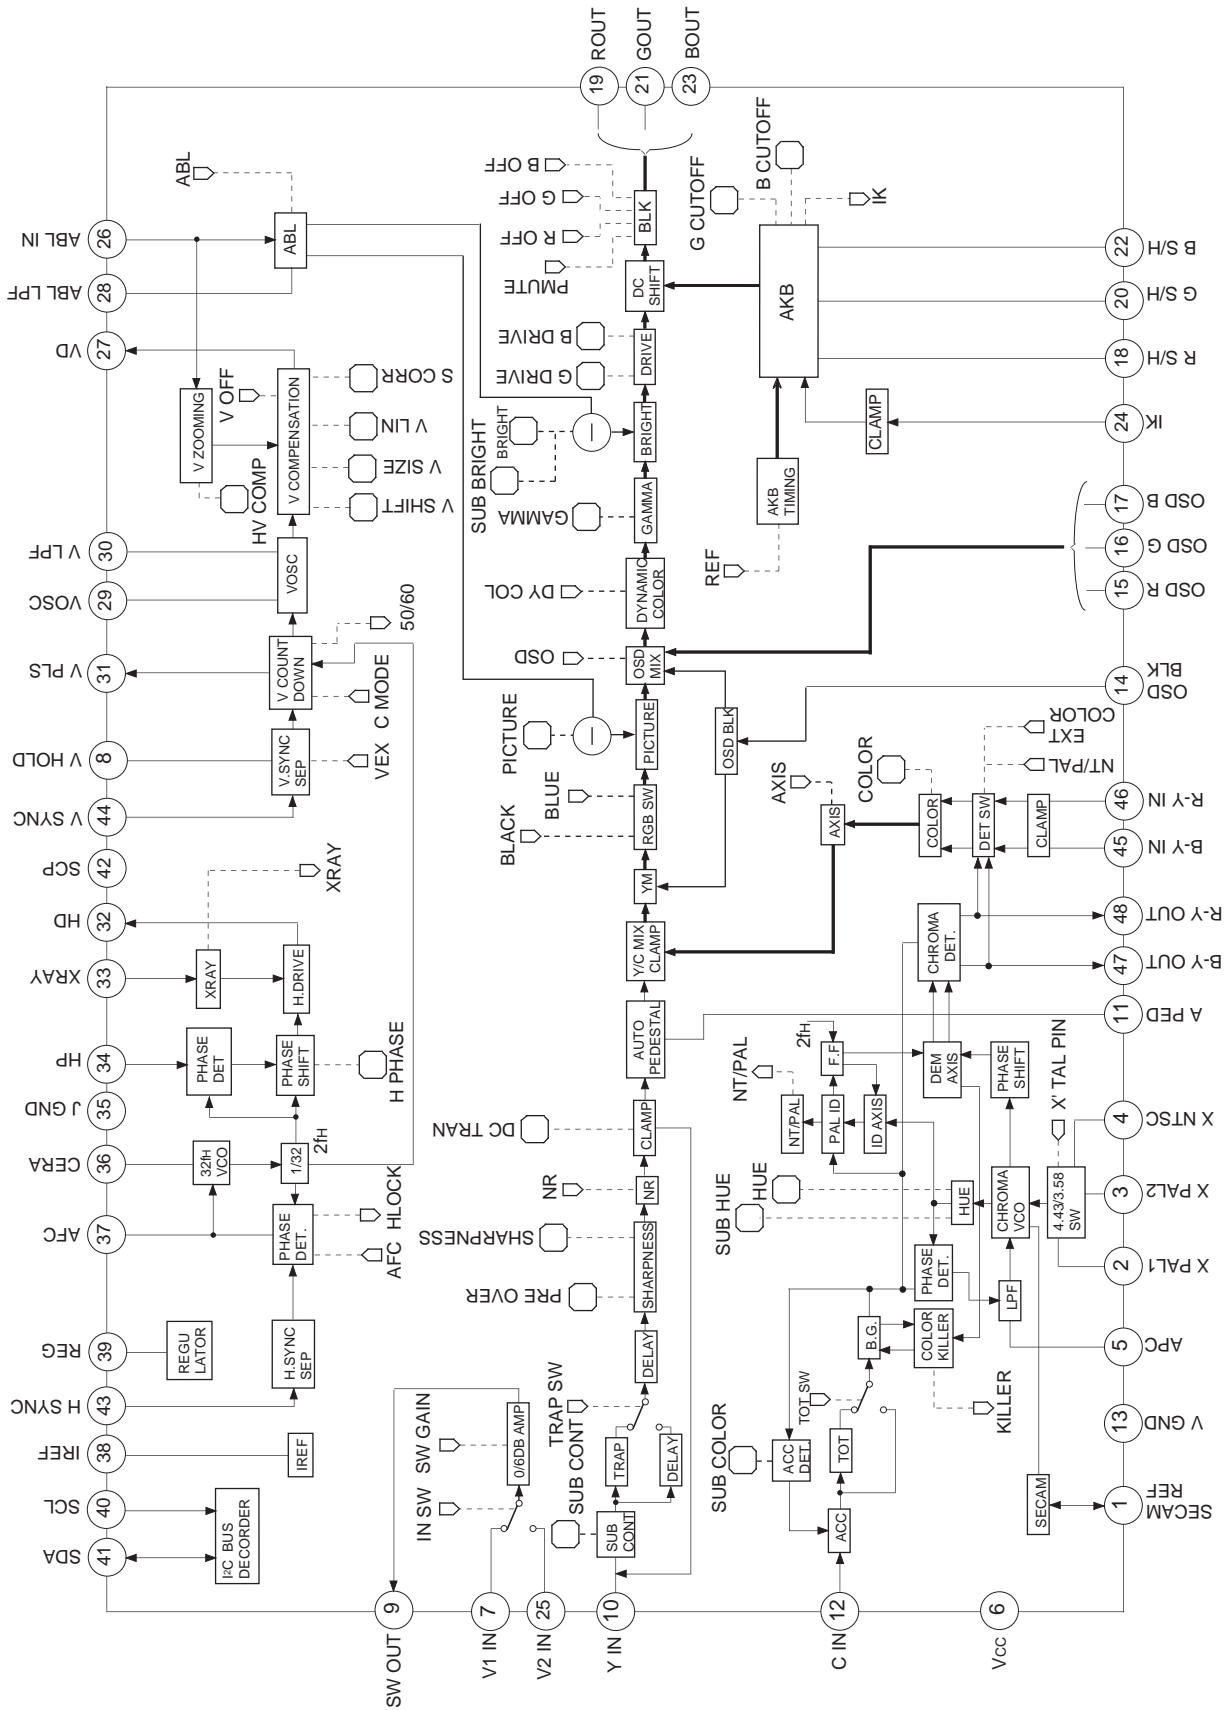 41 SDA
40 SCL
38 IREF
43 H SYNC
39 REG
37 AFC
36 CERA
35 J GND
34 HP
33 XRAY
32 HD
42 SCP
44 V SYNC
8 V HOLD
31 V PLS
29 VOSC
30 V LPF
27 VD
28 ABL LPF
26 ABL IN
I2C BUS
DECORDER
IREF
REGU
LATOR
H.SYNC
SEP
PHASE
DET.
AFC
HLOCK
32fH
VCO
1/32
2fH
PHASE
DET
PHASE
SHIFT
H PHASE
XRAY
H.DRIVE
XRAY
V.SYNC
SEP
VEX
V COUNT
DOWN
C MODE
50/60
VOSC
V ZOOMING
HV COMP
V COMPENSATION
V OFF
V SHIFT
V SIZE
V LIN
S CORR
ABL
ABL
9
SW OUT
7
V1 IN
25
V2 IN
10
Y IN
12
C IN
6
VCC
IN SW
SW GAIN
0/6DB AMP
SUB CONT
SUB
CONT
TRAP
DELAY
TRAP SW
DELAY
PRE OVER
SHARPNESS
SHARPNESS
NR
NR
DC TRAN
CLAMP
AUTO
PEDESTAL
Y/C MIX
CLAMP
YM
BLACK
BLUE
RGB SW
PICTURE
PICTURE
OSD
OSD
MIX
OSD BLK
DY COL
DYNAMIC
COLOR
GAMMA
GAMMA
SUB BRIGHT
BRIGHT
BRIGHT
G DRIVE
B DRIVE
DRIVE
DC
SHIFT
PMUTE
R OFF
G OFF
B OFF
BLK
19 ROUT
21 GOUT
23 BOUT
REF
AKB
TIMING
AKB
G CUTOFF
B CUTOFF
IK
CLAMP
ACC
TOT
SUB COLOR
ACC
DET.
TOT SW
B.G.
COLOR
KILLER
KILLER
PHASE
DET.
SUB HUE
HUE
HUE
LPF
CHROMA
VCO
4.43/3.58
SW
X' TAL PIN
SECAM
NT/PAL
NT/PAL
PAL ID
ID AXIS
F.F
2fH
DEM
AXIS
PHASE
SHIFT
CHROMA
DET.
AXIS
AXIS
COLOR
COLOR
DET SW
CLAMP
NT/PAL
EXT
COLOR
1 SECAM
REF
13 V GND
5 APC
2 X PAL1
3 X PAL2
4 X NTSC
11 A PED
47 B-Y OUT
48 R-Y OUT
45 B-Y IN
46 R-Y IN
14 OSD
BLK
15 OSD R
16 OSD G
17 OSD B
24 IK
18 R S/H
20 G S/H
22 B S/H